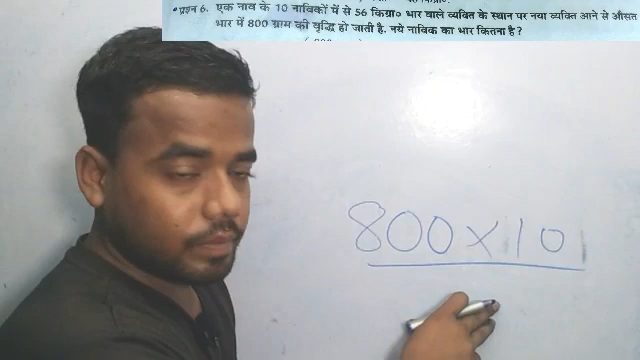 प्रश्न 6. एक नाव के 10 नाविकों में से 56 किग्रा० भार वाले व्यक्ति के स्थान पर नया व्यक्ति आने से औसत
भार में 800 ग्राम की वृद्धि हो जाती है. नये नाविक का भार कितना है ?
800 × 10